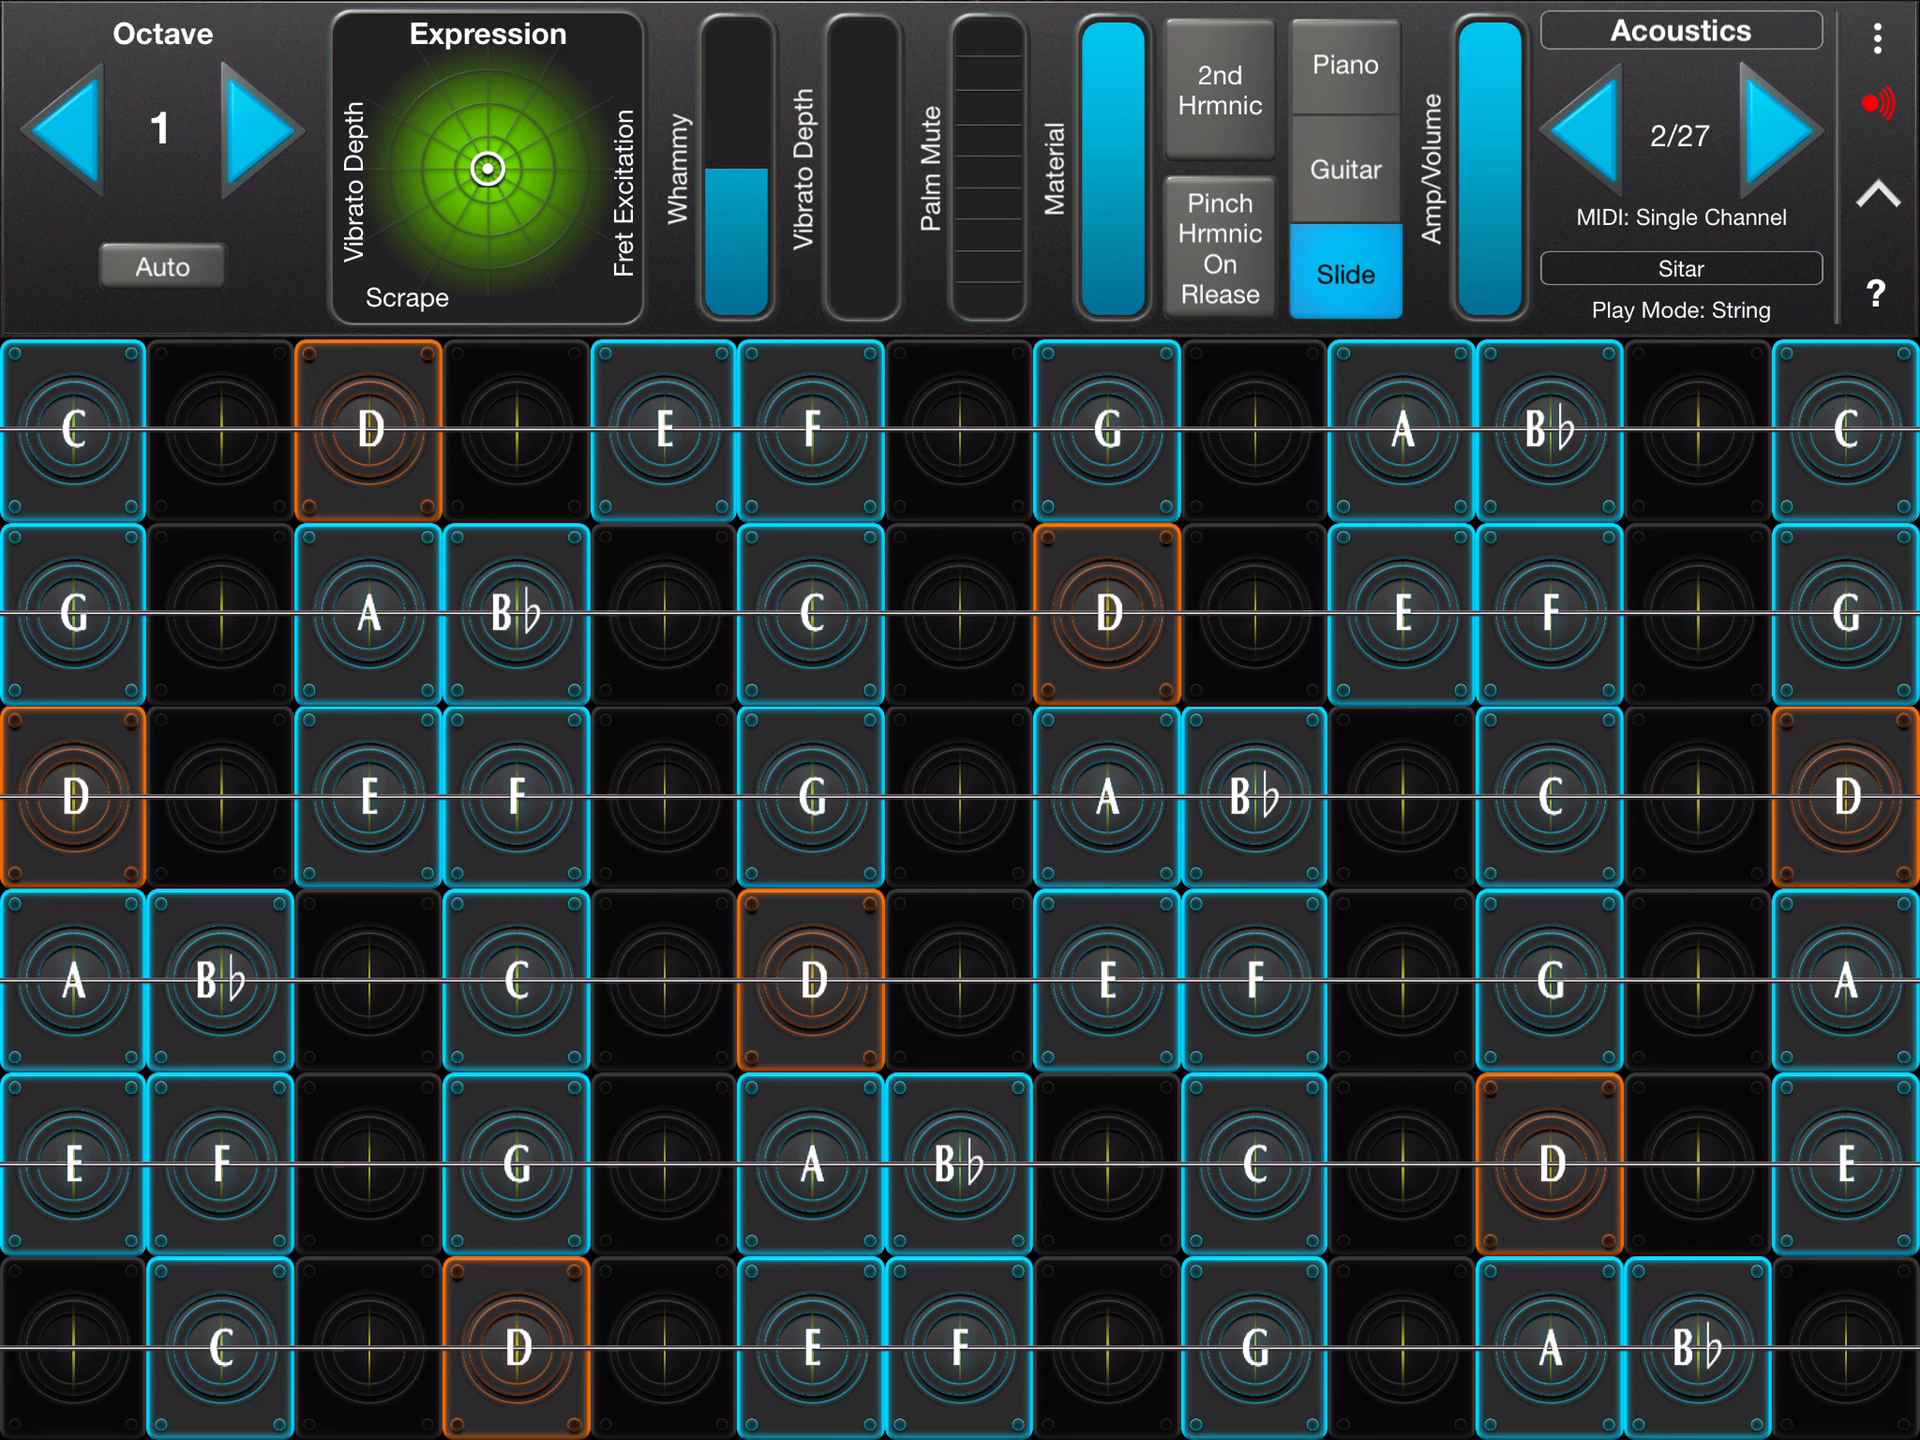 Octave
1
Auto
Expression
Vibrato Depth
Fret Excitation
Scrape
Whammy
Vibrato Depth
Palm Mute
Material
2nd
Hrmnic
Pinch
Hrmnic
On
Rlease
Piano
Guitar
Slide
Amp/Volume
Acoustics
2/27
MIDI: Single Channel
Sitar
Play Mode: String
?
C D E F G A B♭ C
G A B♭ C D E F G
D E F G A B♭ C D
A B♭ C D E F G A
E F G A B♭ C D E
C D E F G A B♭